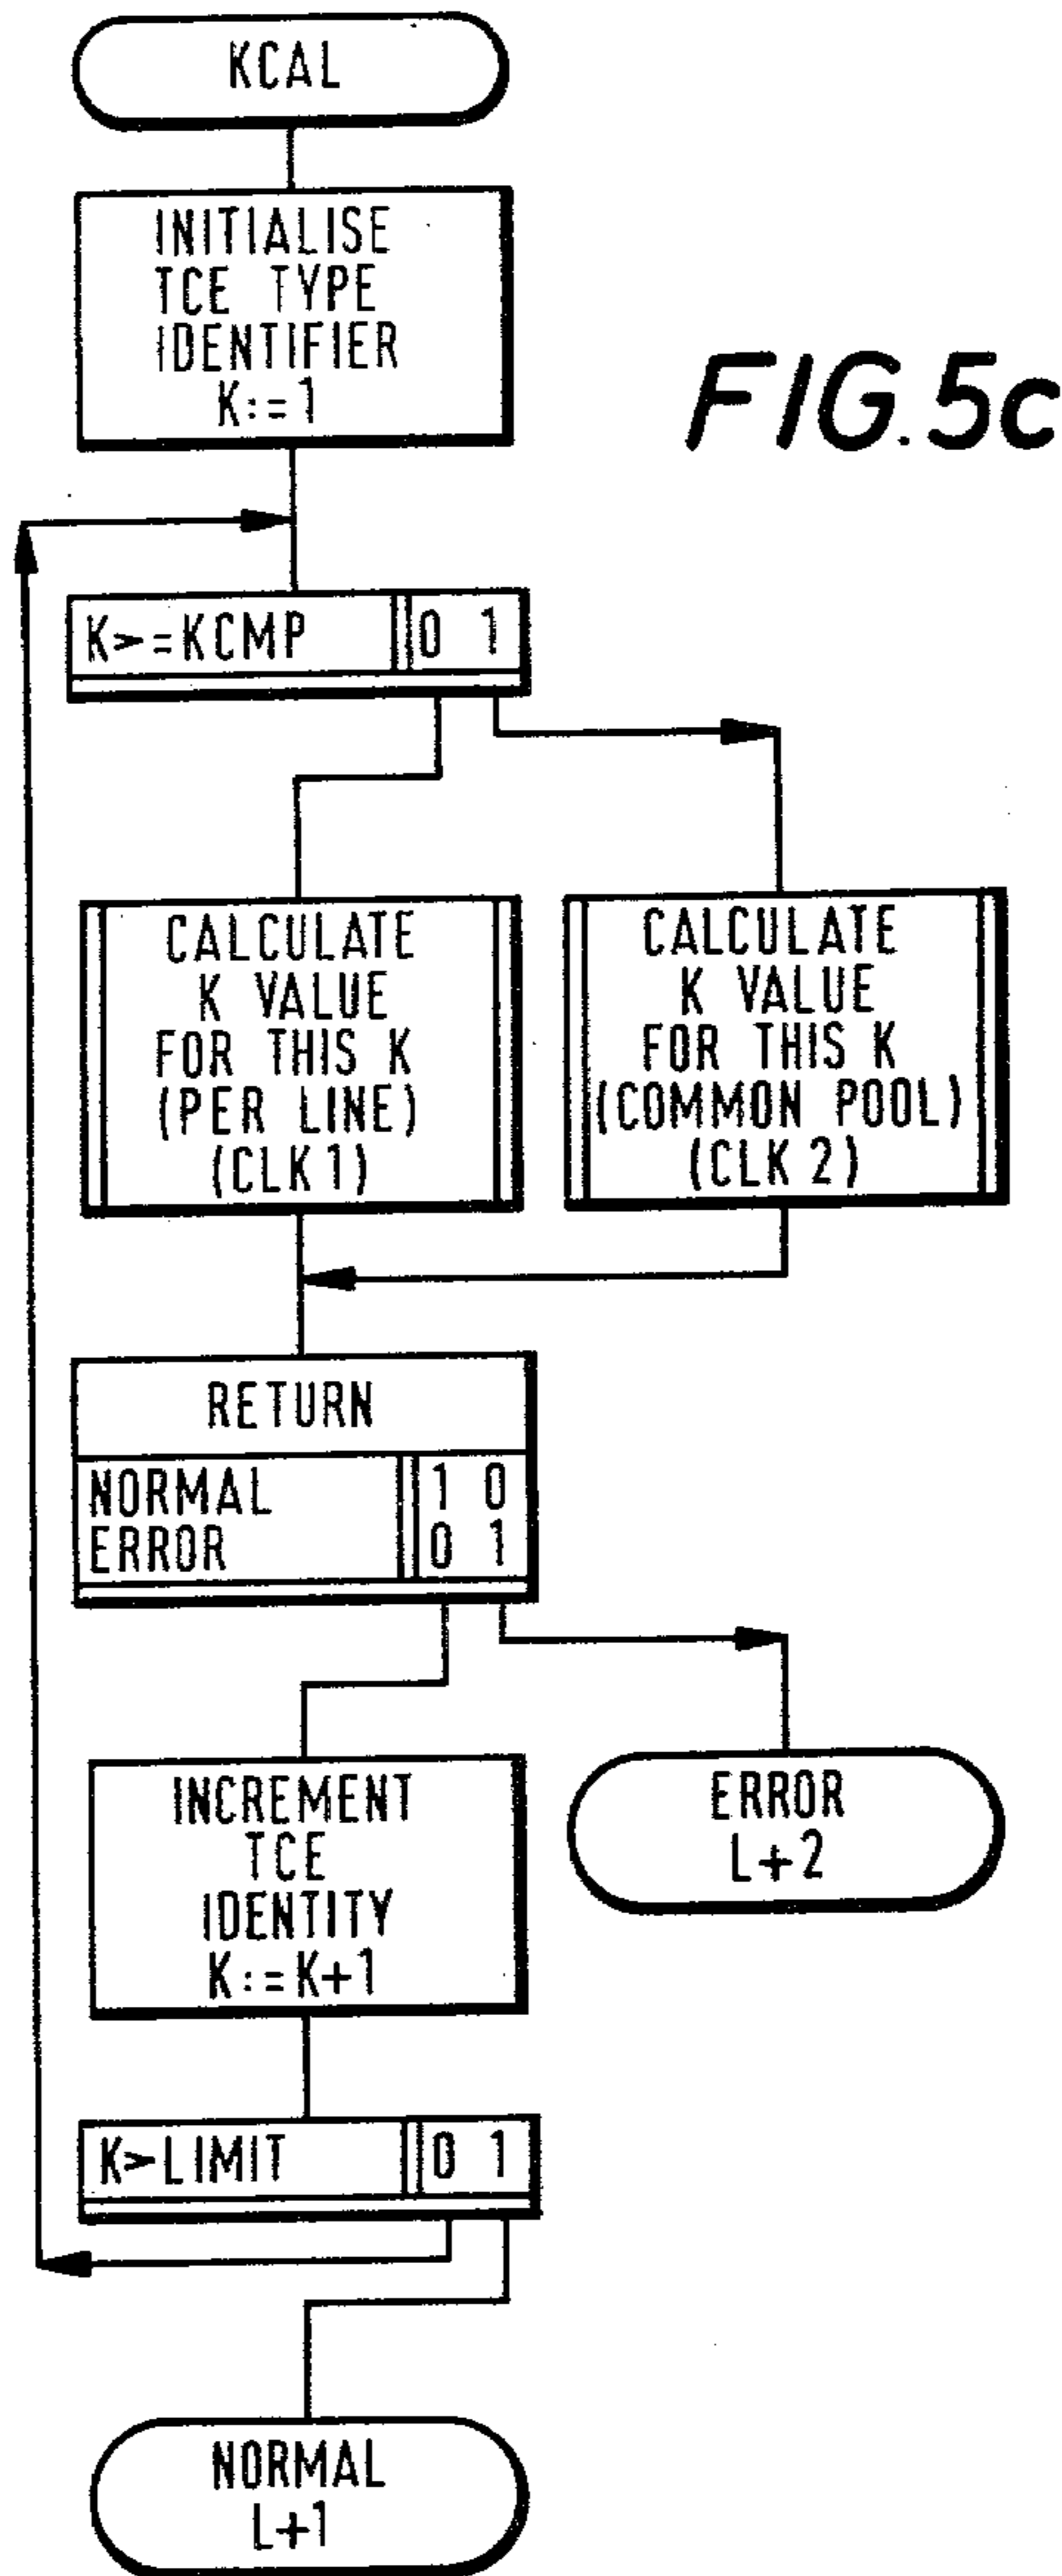 KCAL
INITIALISE
TCE TYPE
IDENTIFIER
K:=1
FIG.5c
K>=KCMP 0 1
CALCULATE
K VALUE
FOR THIS K
(PER LINE)
(CLK1)
CALCULATE
K VALUE
FOR THIS K
(COMMON POOL)
(CLK 2)
RETURN
NORMAL 1 0
ERROR 0 1
INCREMENT
TCE
IDENTITY
K:=K+1
ERROR
L+2
K>LIMIT 0 1
NORMAL
L+1